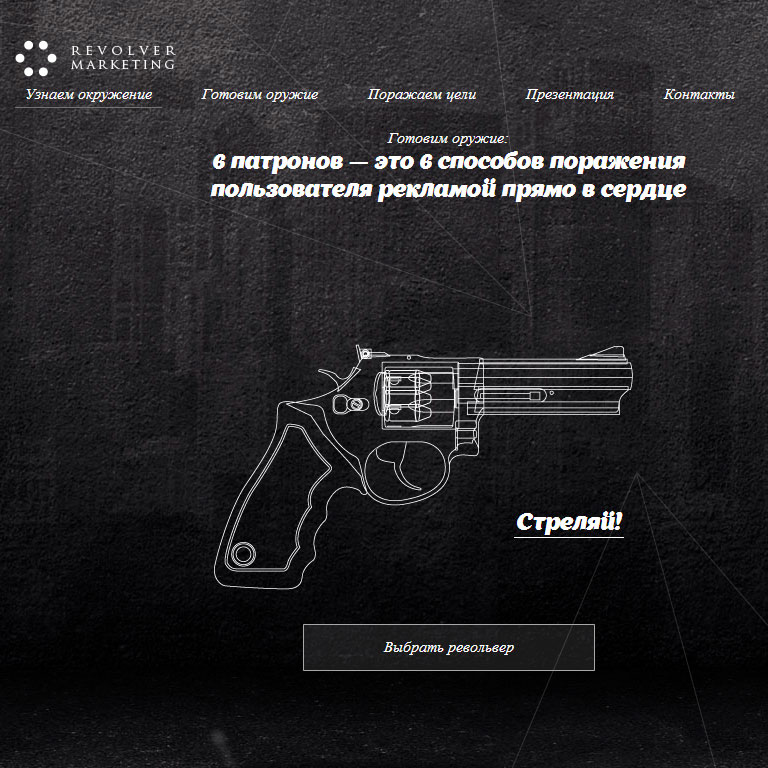 REVOLVER
MARKETING
Узнаем окружение Готовим оружие Поражаем цели Презентация Контакты
Готовим оружие:
6 патронов — это 6 способов поражения
пользователя рекламой прямо в сердце
Стреляй!
Выбрать револьвер